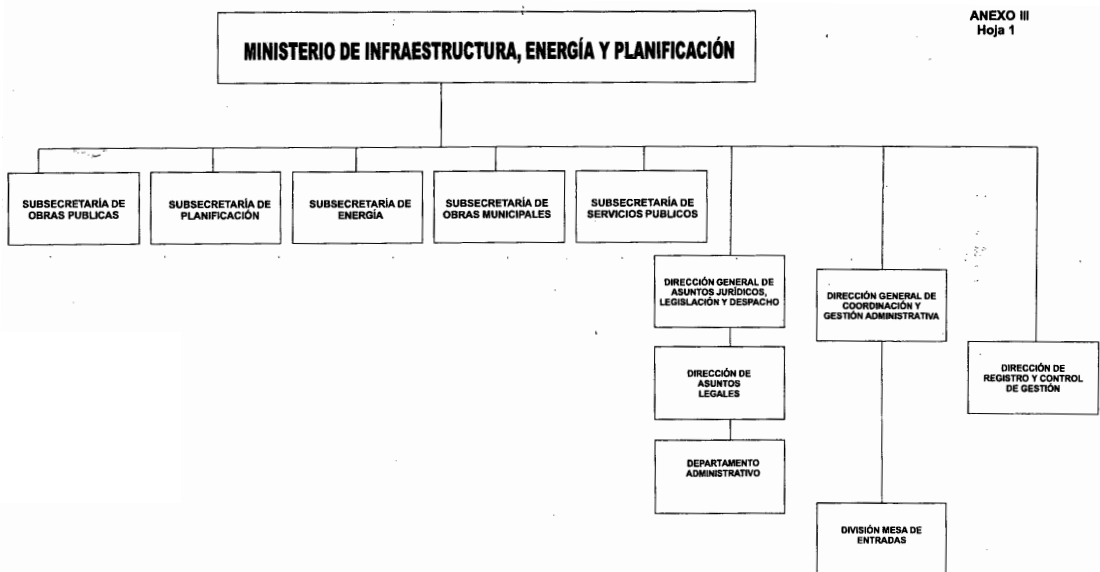 ANEXO III
Hoja 1
MINISTERIO DE INFRAESTRUCTURA, ENERGÍA Y PLANIFICACIÓN
SUBSECRETARÍA DE
OBRAS PUBLICAS
SUBSECRETARÍA DE
PLANIFICACIÓN
SUBSECRETARÍA DE
ENERGÍA
SUBSECRETARÍA DE
OBRAS MUNICIPALES
SUBSECRETARÍA DE
SERVICIOS PUBLICOS
DIRECCIÓN GENERAL DE
ASUNTOS JURÍDICOS,
LEGISLACIÓN Y DESPACHO
DIRECCIÓN GENERAL DE
COORDINACIÓN Y
GESTIÓN ADMINISTRATIVA
DIRECCIÓN DE
REGISTRO Y CONTROL
DE GESTIÓN
DIRECCIÓN DE
ASUNTOS
LEGALES
DEPARTAMENTO
ADMINISTRATIVO
DIVISIÓN MESA DE
ENTRADAS